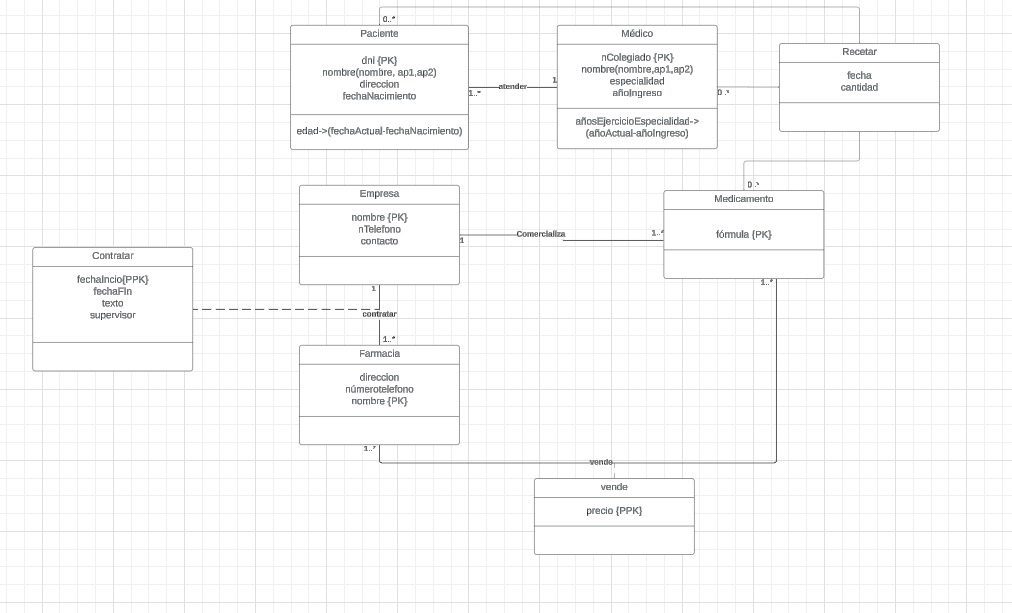 0..*
Paciente
dni {PK}
nombre(nombre, ap1,ap2)
direccion
fechaNacimiento
edad->(fechaActual-fechaNacimiento)
1..*
atender
1
Médico
nColegiado {PK}
nombre(nombre,ap1,ap2)
especialidad
añoIngreso
añosEjercicioEspecialidad->
(añoActual-añoIngreso)
0..*
Recetar
fecha
cantidad
0..*
Medicamento
fórmula {PK}
Empresa
nombre {PK}
nTelefono
contacto
1
Comercializa
1..*
Contratar
fechaIncio{PPK}
fechaFin
texto
supervisor
1
contratar
1..*
Farmacia
direccion
númerotelefono
nombre {PK}
1..*
1..*
vende
vende
precio {PPK}